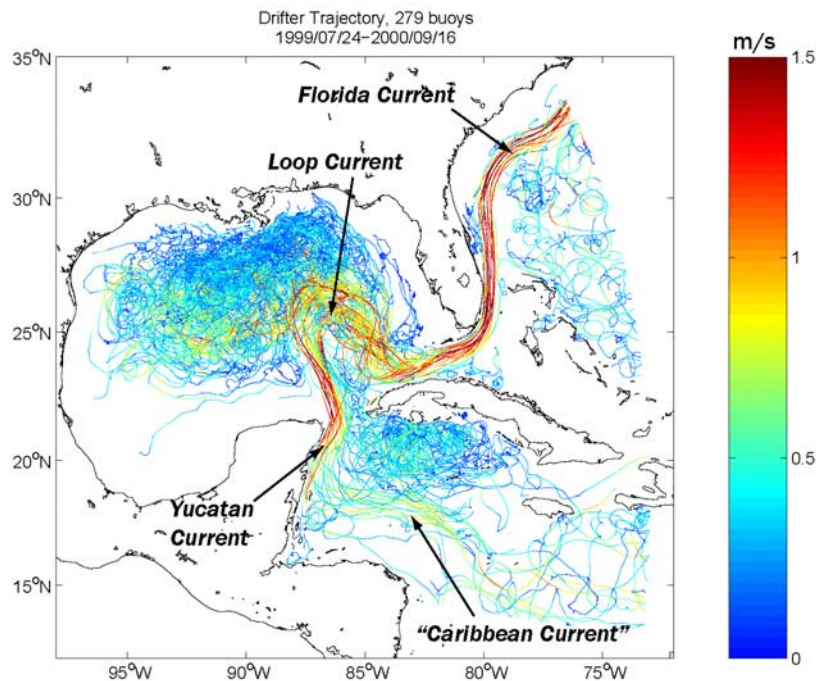 Drifter Trajectory, 279 buoys
1999/07/24−2000/09/16
m/s
35°N
1.5
Florida Current
Loop Current
30°N
1
25°N
20°N
0.5
Yucatan
Current
15°N
"Caribbean Current"
0
95°W
90°W
85°W
80°W
75°W